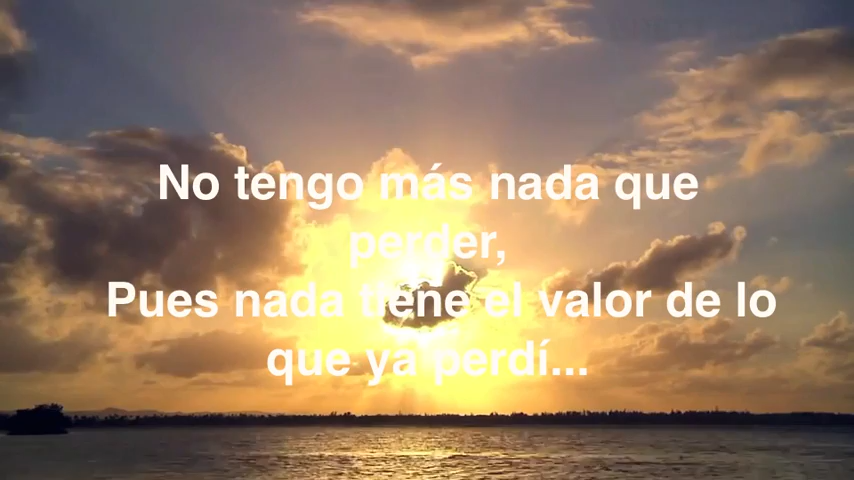 No tengo más nada que
perder,
Pues nada tiene el valor de lo
que ya perdí...